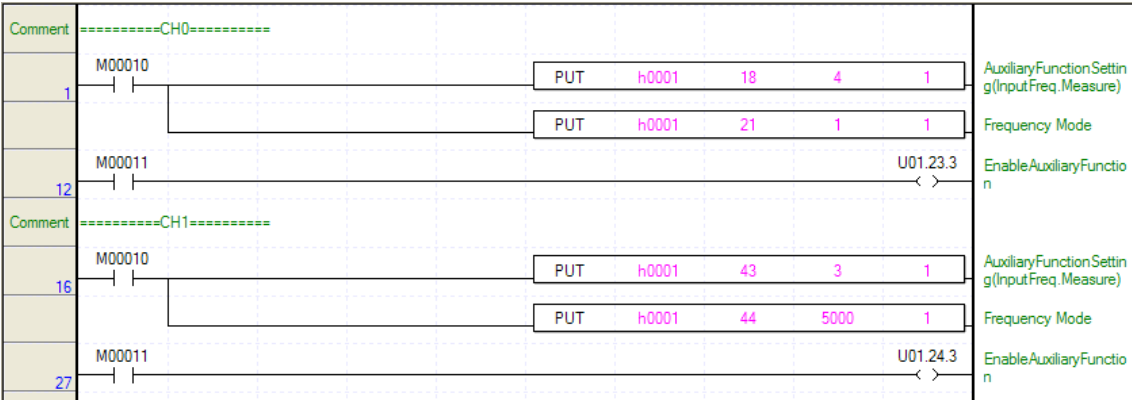 Comment ==========CH0==========
M00010
1 PUT h0001 18 4 1 AuxiliaryFunctionSettin
g(InputFreq.Measure)
PUT h0001 21 1 1 Frequency Mode
M00011 U01.23.3 EnableAuxiliaryFunctio
12 n
Comment ==========CH1==========
M00010
16 PUT h0001 43 3 1 AuxiliaryFunctionSettin
g(InputFreq.Measure)
PUT h0001 44 5000 1 Frequency Mode
M00011 U01.24.3 EnableAuxiliaryFunctio
27 n